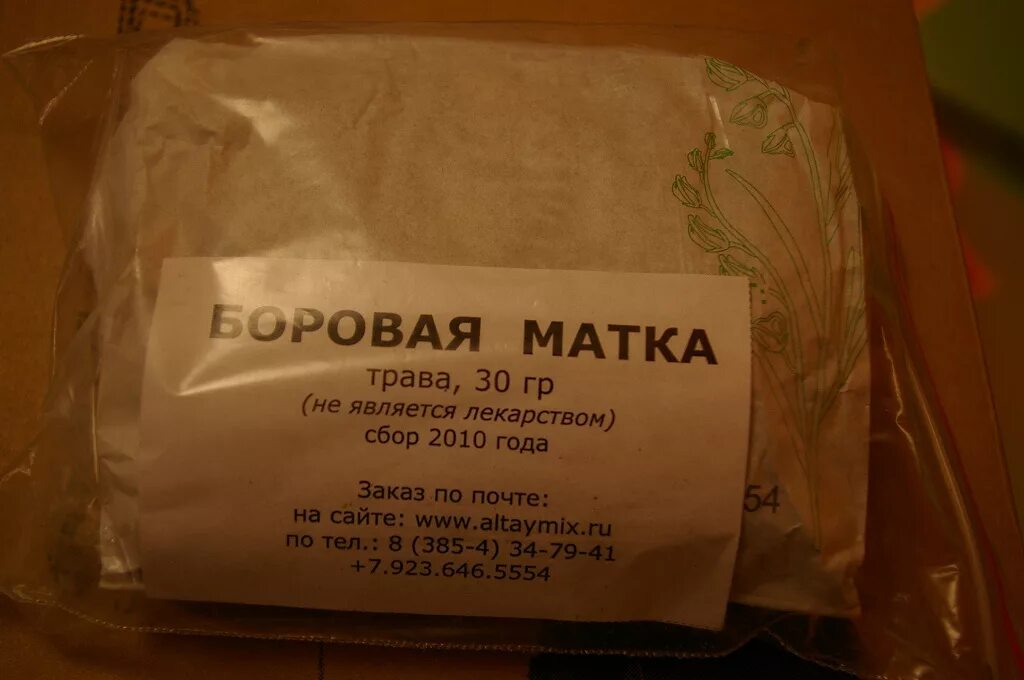 БОРОВАЯ МАТКА
трава, 30 гр
(не является лекарством)
сбор 2010 года
Заказ по почте:
на сайте: www.altaymix.ru
по тел.: 8 (385-4) 34-79-41
+7.923.646.5554
54